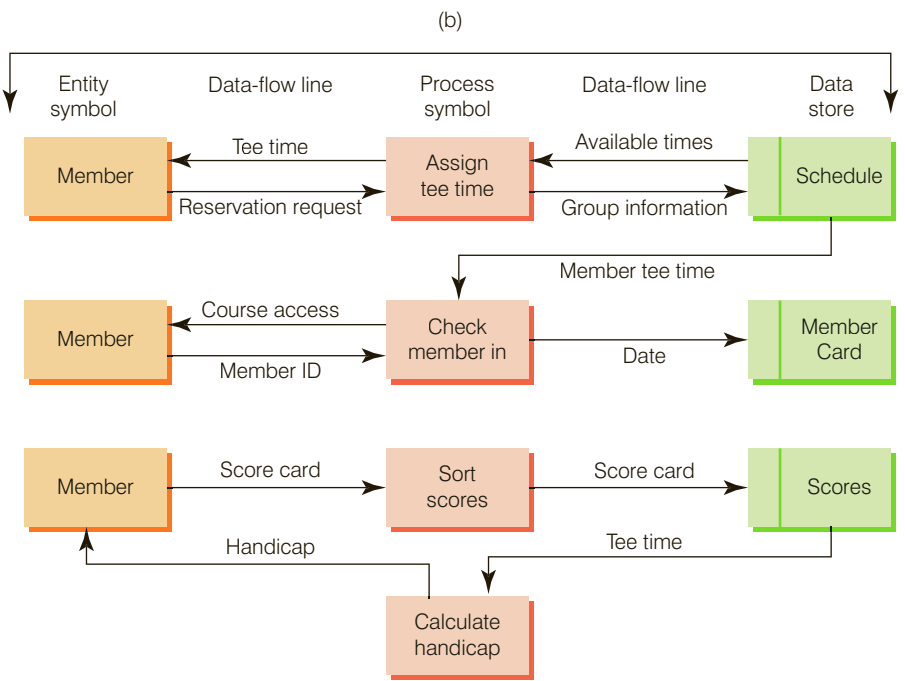 (b)
Entity
symbol
Data-flow line
Process
symbol
Data-flow line
Data
store
Member
Tee time
Reservation request
Assign
tee time
Available times
Group information
Schedule
Member tee time
Member
Course access
Member ID
Check
member in
Date
Member
Card
Member
Score card
Sort
scores
Score card
Scores
Handicap
Tee time
Calculate
handicap